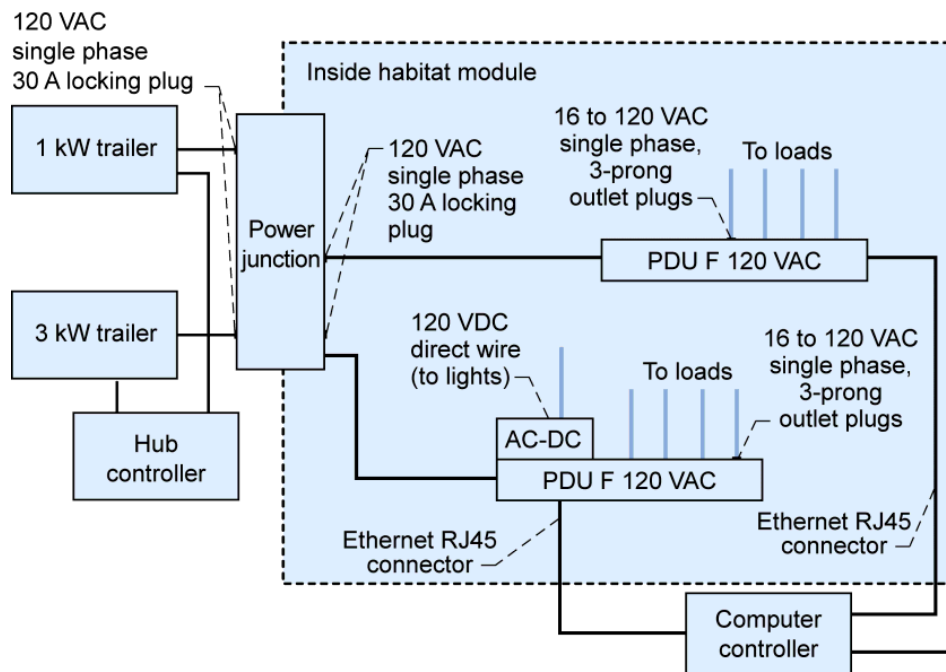 120 VAC
single phase
30 A locking plug
Inside habitat module
1 kW trailer
3 kW trailer
Hub
controller
Power
junction
120 VAC
single phase
30 A locking
plug
16 to 120 VAC
single phase,
3-prong
outlet plugs
To loads
PDU F 120 VAC
120 VDC
direct wire
(to lights)
To loads
16 to 120 VAC
single phase,
3-prong
outlet plugs
AC-DC
PDU F 120 VAC
Ethernet RJ45
connector
Ethernet RJ45
connector
Computer
controller